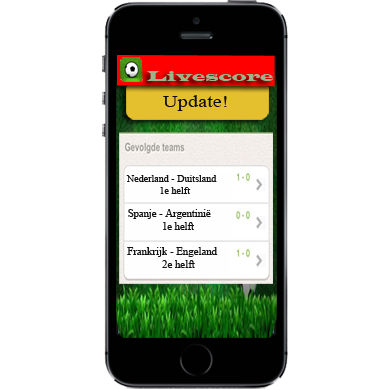 Livescore
Update!
Gevolgde teams
Nederland - Duitsland
1 - 0
1e helft
Spanje - Argentinië
0 - 0
1e helft
Frankrijk - Engeland
1 - 0
2e helft